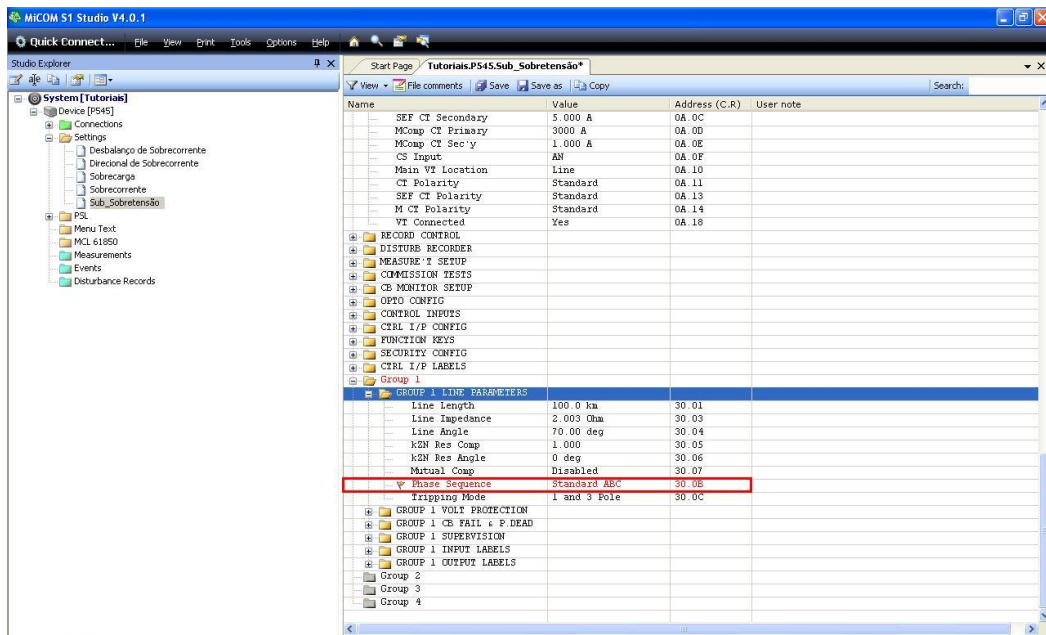 MiCOM S1 Studio V4.0.1
Quick Connect... File View Print Tools Options Help
Studio Explorer
System [Tutoriais]
Device [P545]
Connections
Settings
Desbalanço de Sobrecorrente
Direcional de Sobrecorrente
Sobrecarga
Sobrecorrente
Sub_Sobretensão
PSL
Menu Text
MCL 61850
Measurements
Events
Disturbance Records
Start Page Tutoriais.P545.Sub_Sobretensão*
View File comments Save Save as Copy Search:
Name Value Address (C.R) User note
SEF CT Secondary 5.000 A 0A.0C
MComp CT Primary 3000 A 0A.0D
MComp CT Sec'y 1.000 A 0A.0E
CS Input AN 0A.0F
Main VT Location Line 0A.10
CT Polarity Standard 0A.11
SEF CT Polarity Standard 0A.13
M CT Polarity Standard 0A.14
VT Connected Yes 0A.18
RECORD CONTROL
DISTURB RECORDER
MEASURE'T SETUP
COMMISSION TESTS
CB MONITOR SETUP
OPTO CONFIG
CONTROL INPUTS
CTRL I/P CONFIG
FUNCTION KEYS
SECURITY CONFIG
CTRL I/P LABELS
Group 1
GROUP 1 LINE PARAMETERS
Line Length 100.0 km 30.01
Line Impedance 2.003 Ohm 30.03
Line Angle 70.00 deg 30.04
kZN Res Comp 1.000 30.05
kZN Res Angle 0 deg 30.06
Mutual Comp Disabled 30.07
Phase Sequence Standard ABC 30.0B
Tripping Mode 1 and 3 Pole 30.0C
GROUP 1 VOLT PROTECTION
GROUP 1 CB FAIL & P.DEAD
GROUP 1 SUPERVISION
GROUP 1 INPUT LABELS
GROUP 1 OUTPUT LABELS
Group 2
Group 3
Group 4